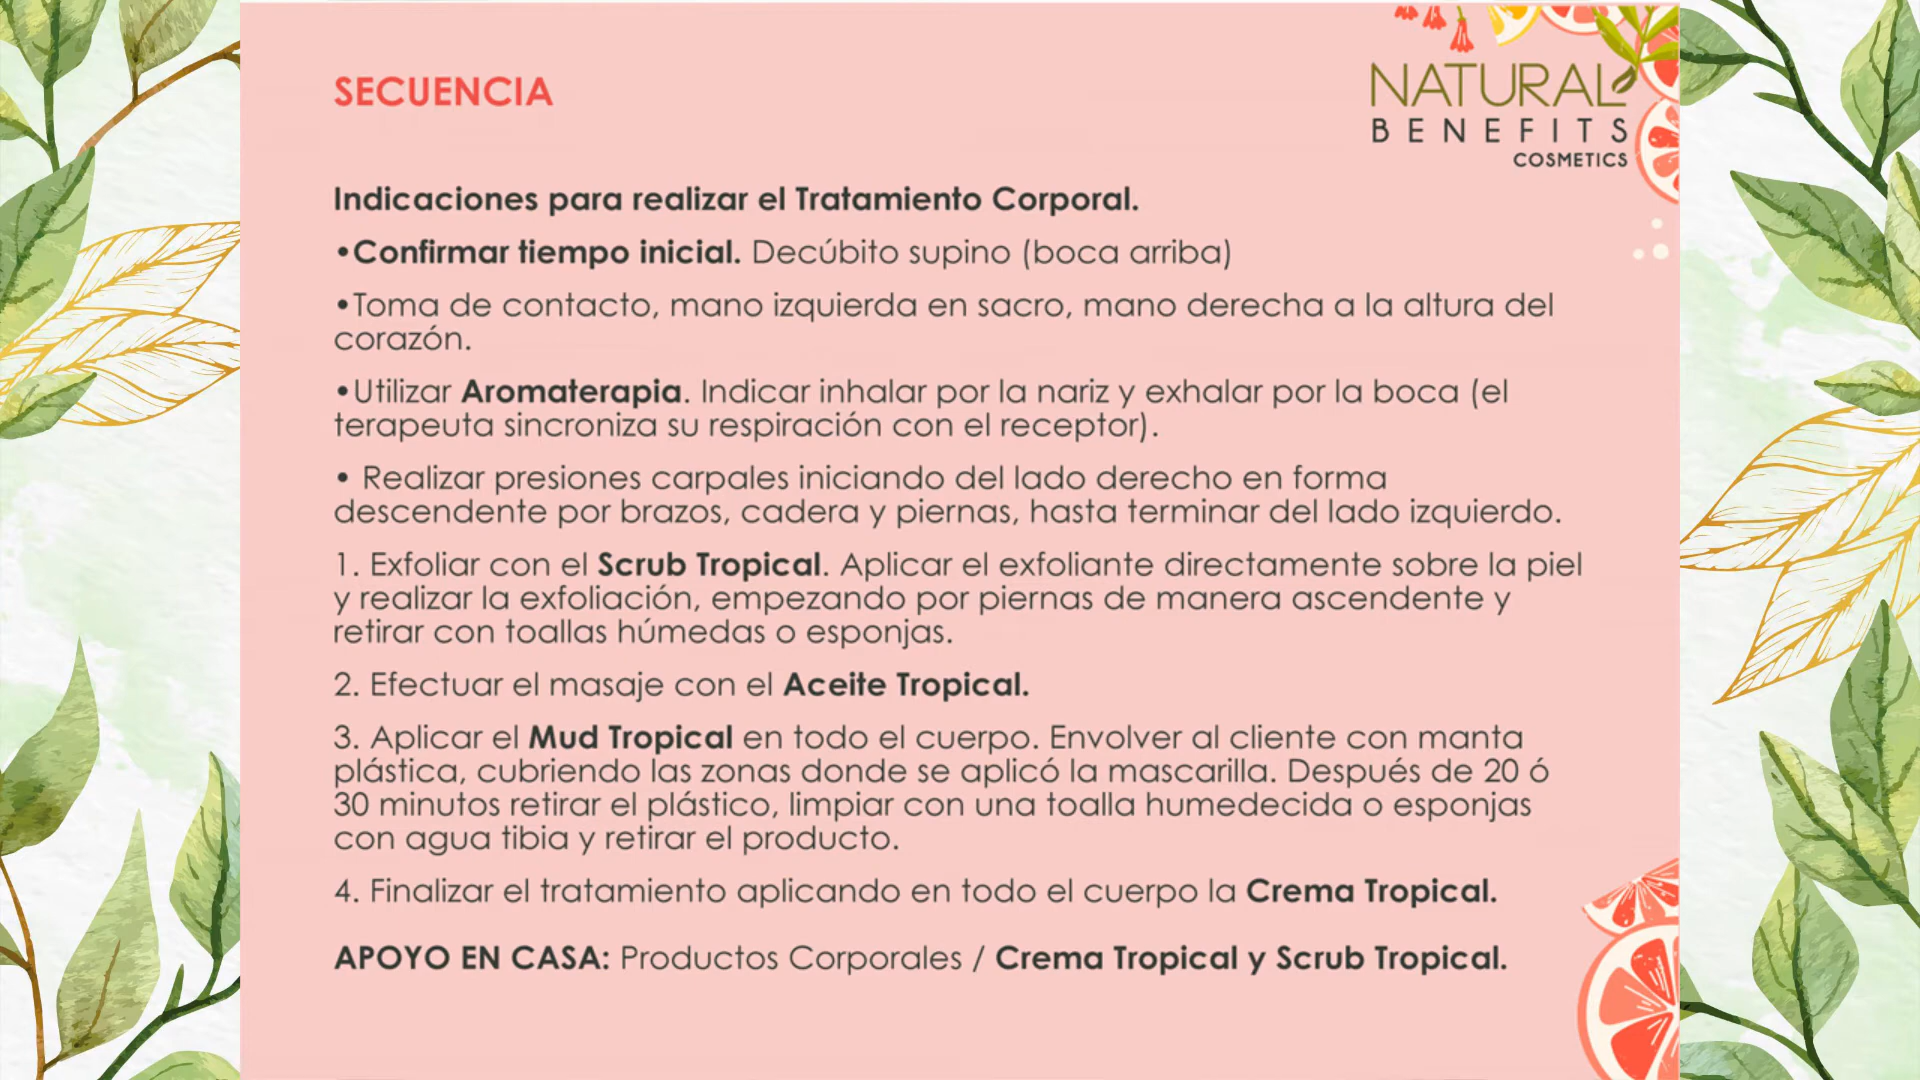 SECUENCIA
NATURAL
BENEFITS
COSMETICS
Indicaciones para realizar el Tratamiento Corporal.
•Confirmar tiempo inicial. Decúbito supino (boca arriba)
•Toma de contacto, mano izquierda en sacro, mano derecha a la altura del
corazón.
•Utilizar Aromaterapia. Indicar inhalar por la nariz y exhalar por la boca (el
terapeuta sincroniza su respiración con el receptor).
• Realizar presiones carpales iniciando del lado derecho en forma
descendente por brazos, cadera y piernas, hasta terminar del lado izquierdo.
1. Exfoliar con el Scrub Tropical. Aplicar el exfoliante directamente sobre la piel
y realizar la exfoliación, empezando por piernas de manera ascendente y
retirar con toallas húmedas o esponjas.
2. Efectuar el masaje con el Aceite Tropical.
3. Aplicar el Mud Tropical en todo el cuerpo. Envolver al cliente con manta
plástica, cubriendo las zonas donde se aplicó la mascarilla. Después de 20 ó
30 minutos retirar el plástico, limpiar con una toalla humedecida o esponjas
con agua tibia y retirar el producto.
4. Finalizar el tratamiento aplicando en todo el cuerpo la Crema Tropical.
APOYO EN CASA: Productos Corporales / Crema Tropical y Scrub Tropical.